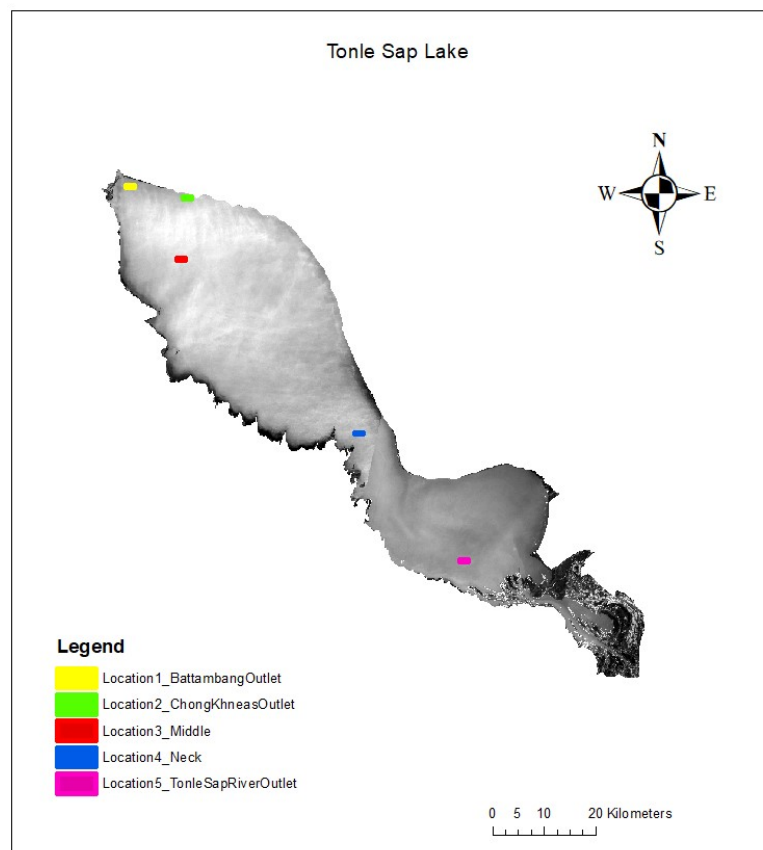 Tonle Sap Lake
N
W E
S
Legend
Location1_BattambangOutlet
Location2_ChongKhneasOutlet
Location3_Middle
Location4_Neck
Location5_TonleSapRiverOutlet
0 5 10 20 Kilometers